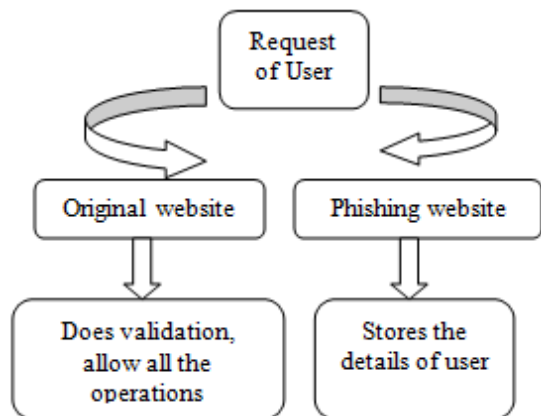 Request
of User
Original website
Phishing website
Does validation,
allow all the
operations
Stores the
details of user